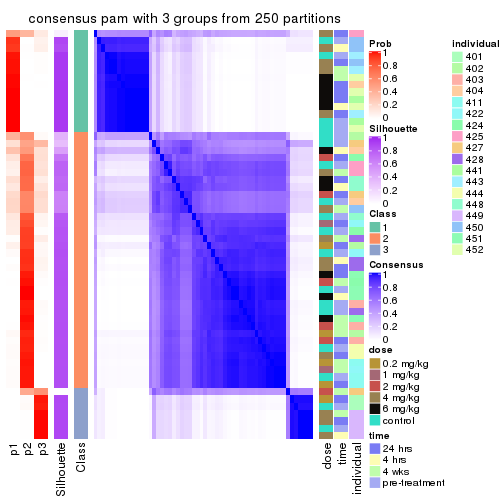 consensus pam with 3 groups from 250 partitions
p1
p2
p3
Silhouette
Class
dose
time
individual
Prob
1
0.8
0.6
0.4
0.2
0
Silhouette
1
0.8
0.6
0.4
0.2
0
Class
1
2
3
Consensus
1
0.8
0.6
0.4
0.2
0
dose
0.2 mg/kg
1 mg/kg
2 mg/kg
4 mg/kg
6 mg/kg
control
time
24 hrs
4 hrs
4 wks
pre-treatment
individual
401
402
403
404
411
422
424
425
427
428
441
443
444
448
449
450
451
452